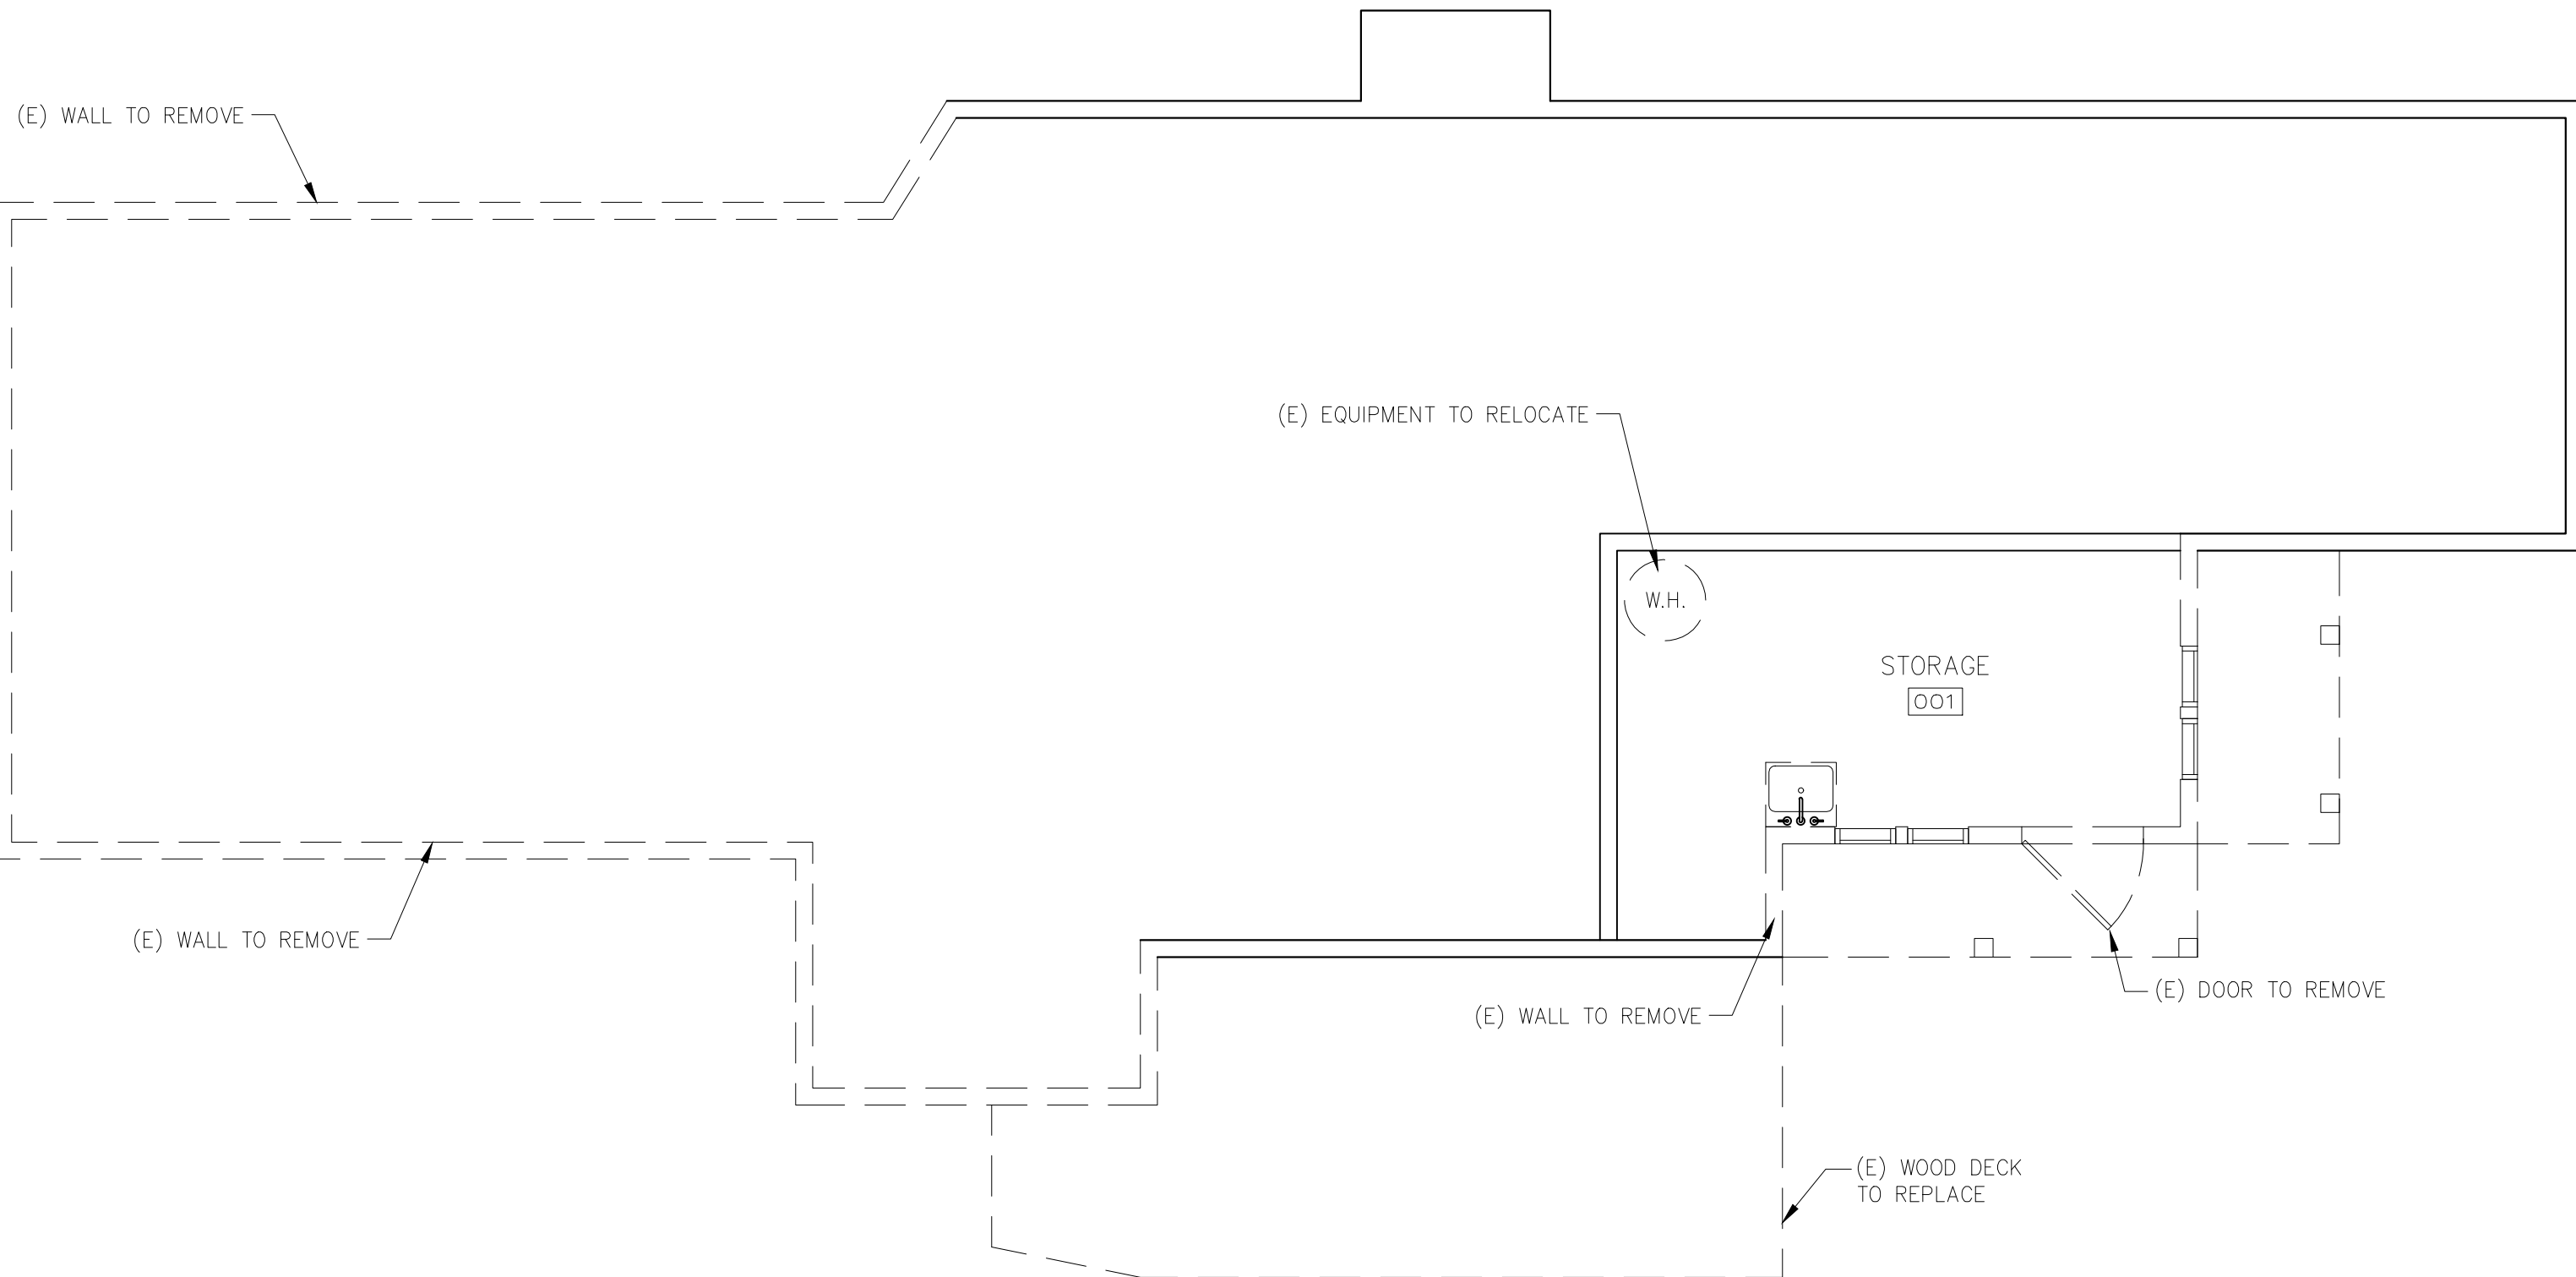 (E) WALL TO REMOVE
(E) EQUIPMENT TO RELOCATE
W.H.
STORAGE
001
(E) WALL TO REMOVE
(E) DOOR TO REMOVE
(E) WALL TO REMOVE
(E) WOOD DECK
TO REPLACE